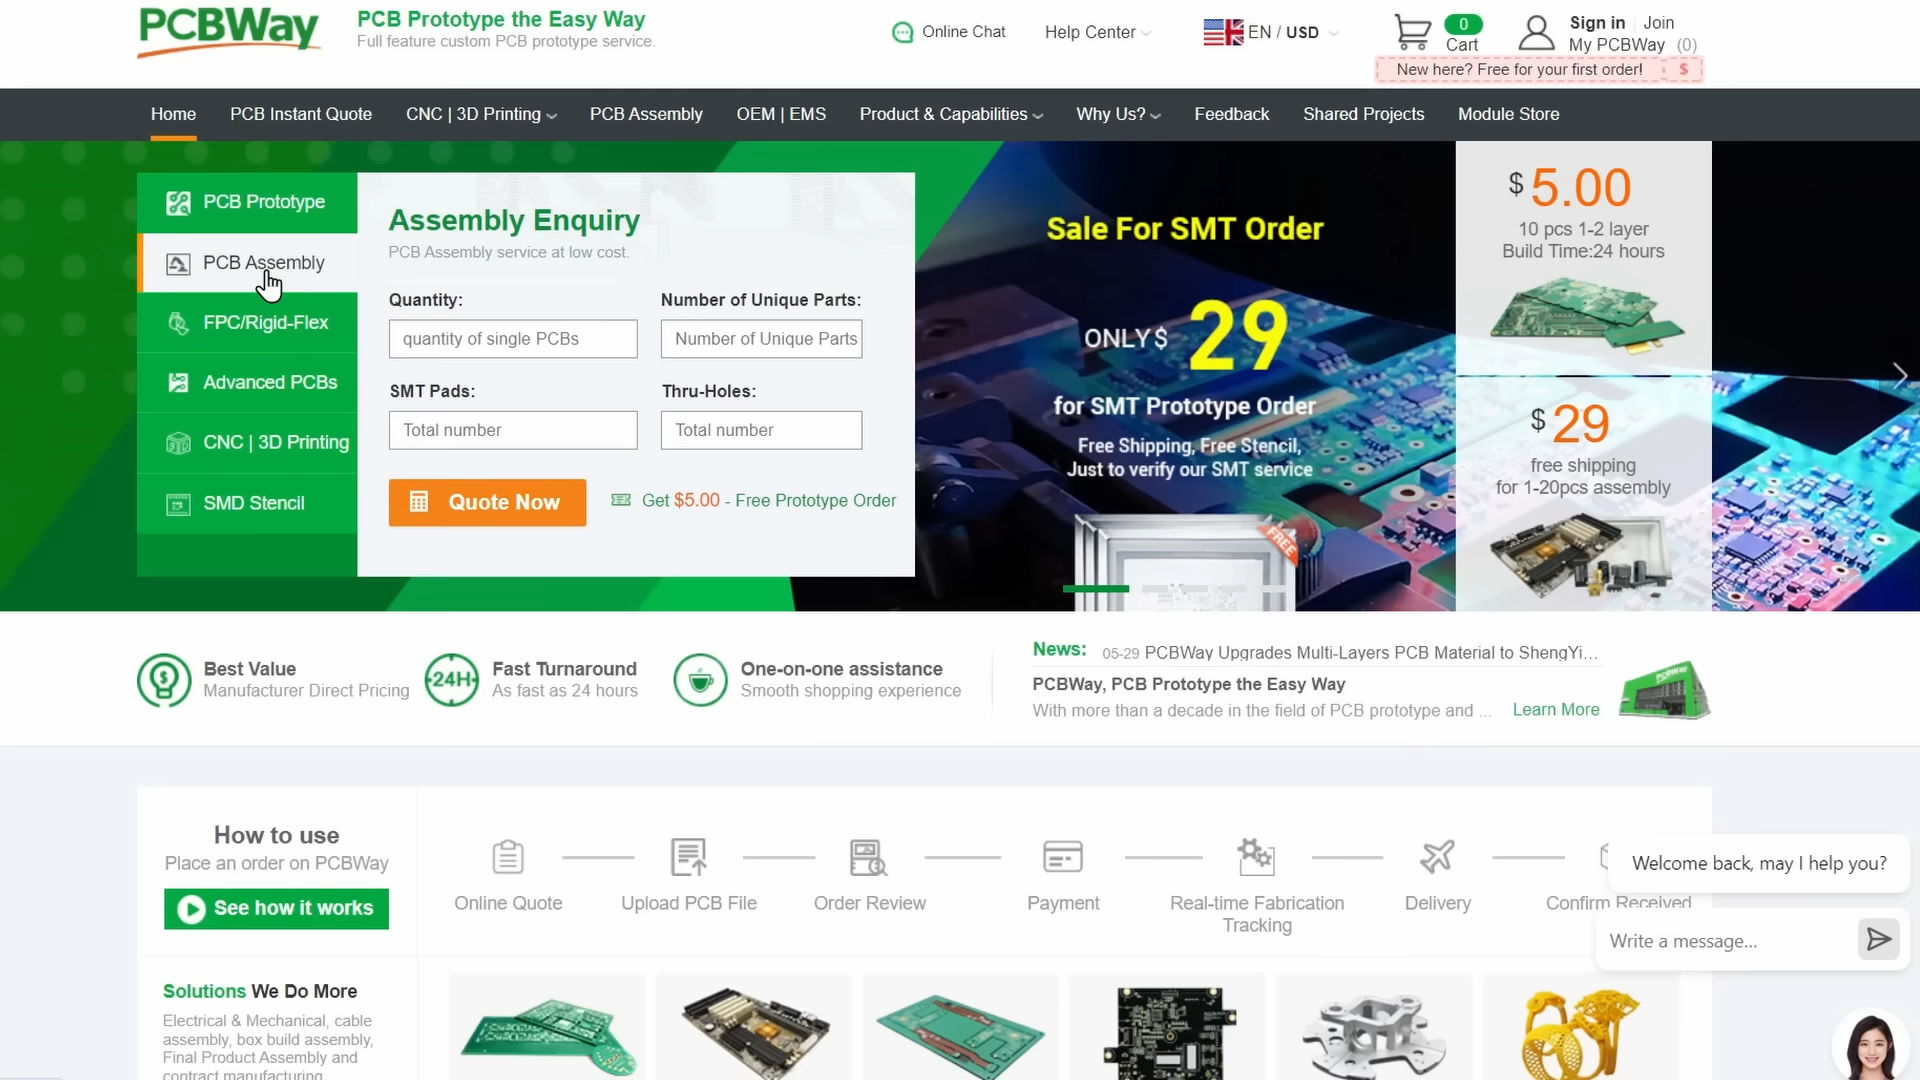 PCBWay
PCB Prototype the Easy Way
Full feature custom PCB prototype service.
Online Chat
Help Center
EN / USD
0
Cart
Sign in
Join
My PCBWay (0)
New here? Free for your first order! $
Home
PCB Instant Quote
CNC | 3D Printing
PCB Assembly
OEM | EMS
Product & Capabilities
Why Us?
Feedback
Shared Projects
Module Store
PCB Prototype
PCB Assembly
FPC/Rigid-Flex
Advanced PCBs
CNC | 3D Printing
SMD Stencil
Assembly Enquiry
PCB Assembly service at low cost.
Quantity:
Number of Unique Parts:
quantity of single PCBs
Number of Unique Parts
SMT Pads:
Thru-Holes:
Total number
Total number
Quote Now
Get $5.00 - Free Prototype Order
Sale For SMT Order
ONLY$ 29
for SMT Prototype Order
Free Shipping, Free Stencil,
Just to verify our SMT service
FREE
$ 5.00
10 pcs 1-2 layer
Build Time:24 hours
$ 29
free shipping
for 1-20pcs assembly
Best Value
Manufacturer Direct Pricing
24H
Fast Turnaround
As fast as 24 hours
One-on-one assistance
Smooth shopping experience
News:
05-29 PCBWay Upgrades Multi-Layers PCB Material to ShengYi...
PCBWay, PCB Prototype the Easy Way
With more than a decade in the field of PCB prototype and ...
Learn More
PCBWAY
How to use
Place an order on PCBWay
See how it works
Online Quote
Upload PCB File
Order Review
Payment
Real-time Fabrication
Tracking
Delivery
Confirm Received
Welcome back, may I help you?
Write a message...
Solutions We Do More
Electrical & Mechanical, cable
assembly, box build assembly,
Final Product Assembly and
contract manufacturing